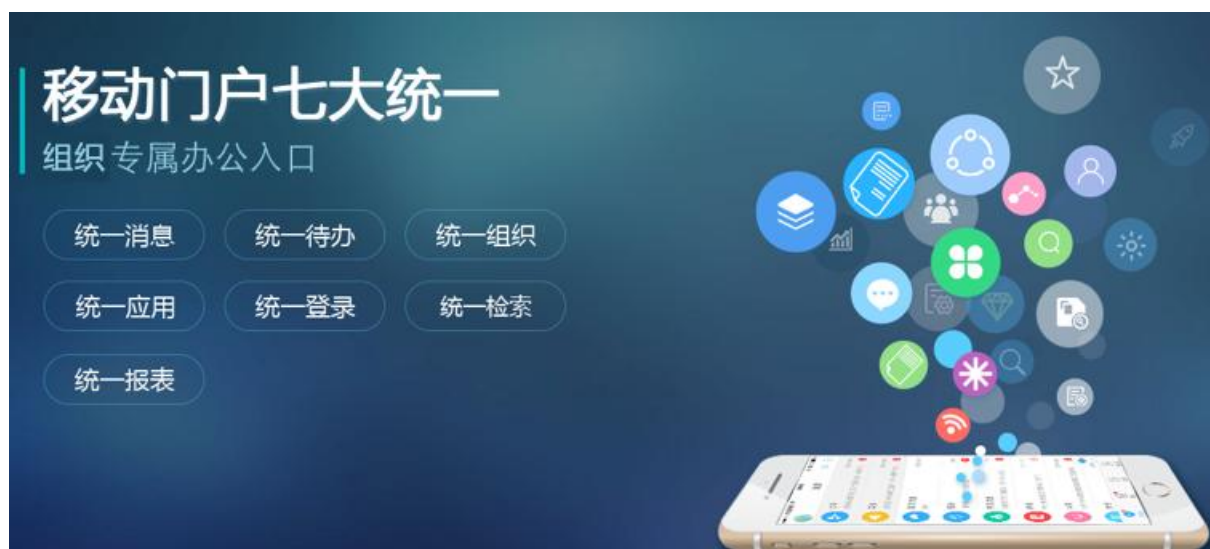 移动门户七大统一
组织专属办公入口
统一消息 统一待办 统一组织
统一应用 统一登录 统一检索
统一报表